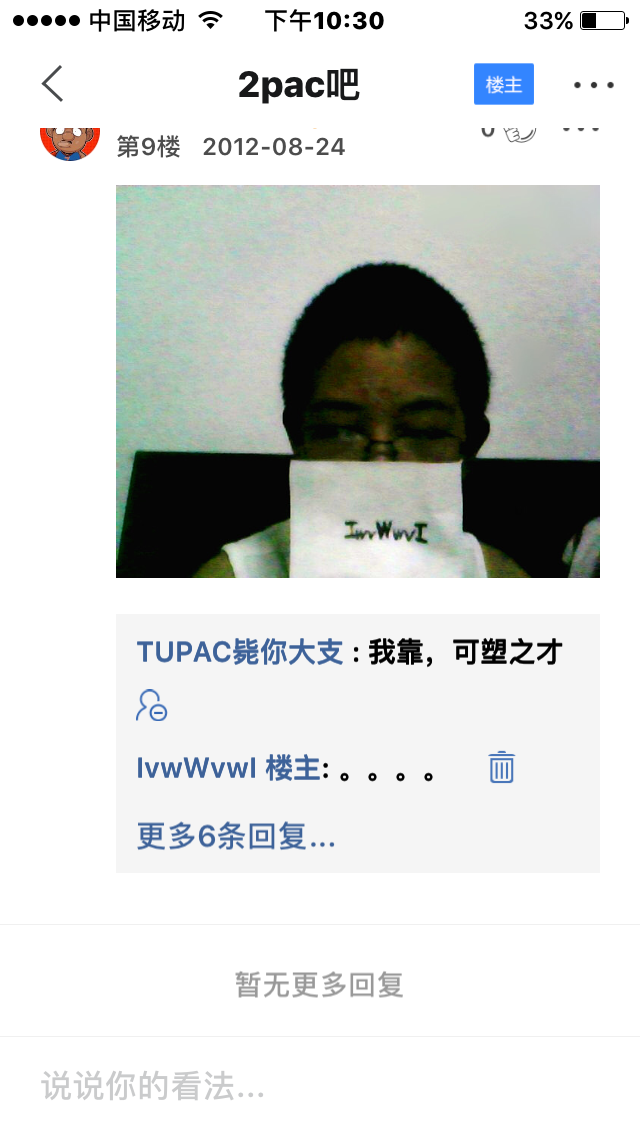 中国移动 下午10:30 33%
2pac吧 楼主
第9楼 2012-08-24 0
IvwWvwI
TUPAC毙你大支 : 我靠，可塑之才
IvwWvwI 楼主: 。。。。
更多6条回复...
暂无更多回复
说说你的看法...